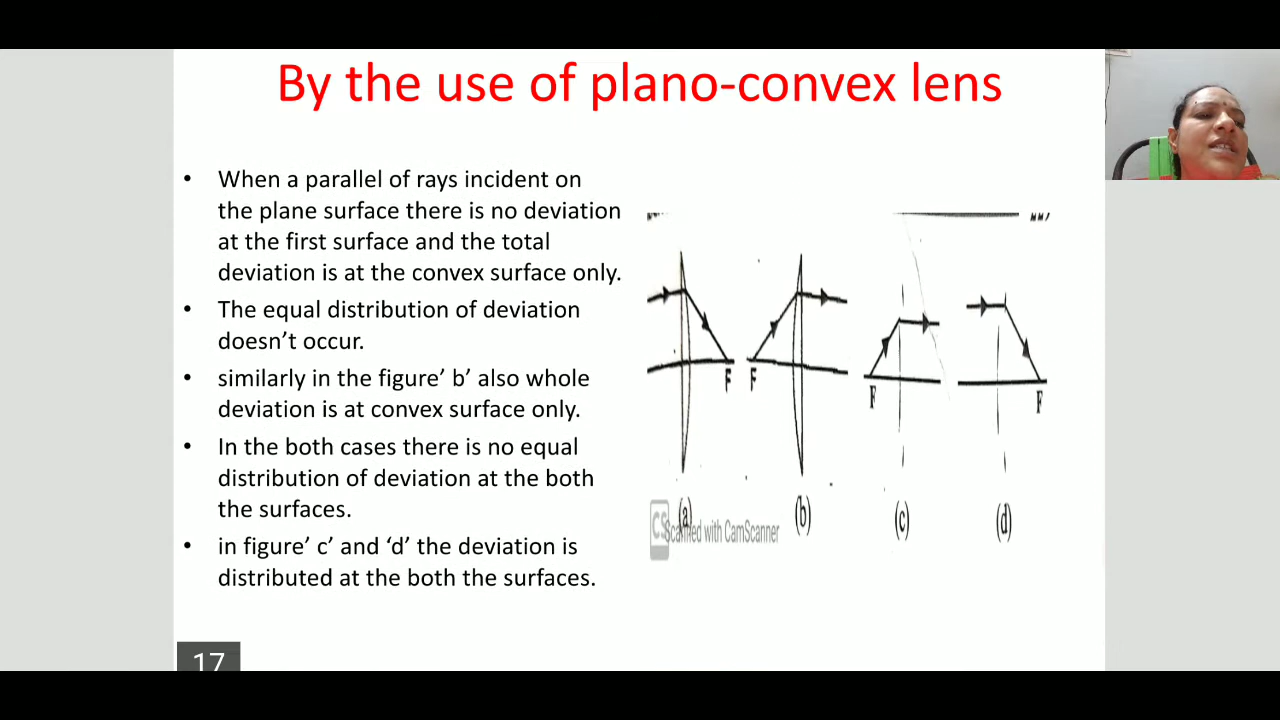 By the use of plano-convex lens
• When a parallel of rays incident on
the plane surface there is no deviation
at the first surface and the total
deviation is at the convex surface only.
• The equal distribution of deviation
doesn’t occur.
• similarly in the figure’ b’ also whole
deviation is at convex surface only.
• In the both cases there is no equal
distribution of deviation at the both
the surfaces.
• in figure’ c’ and ‘d’ the deviation is
distributed at the both the surfaces.
F F F F
(a) (b) (c) (d)
CS Scanned with CamScanner
17